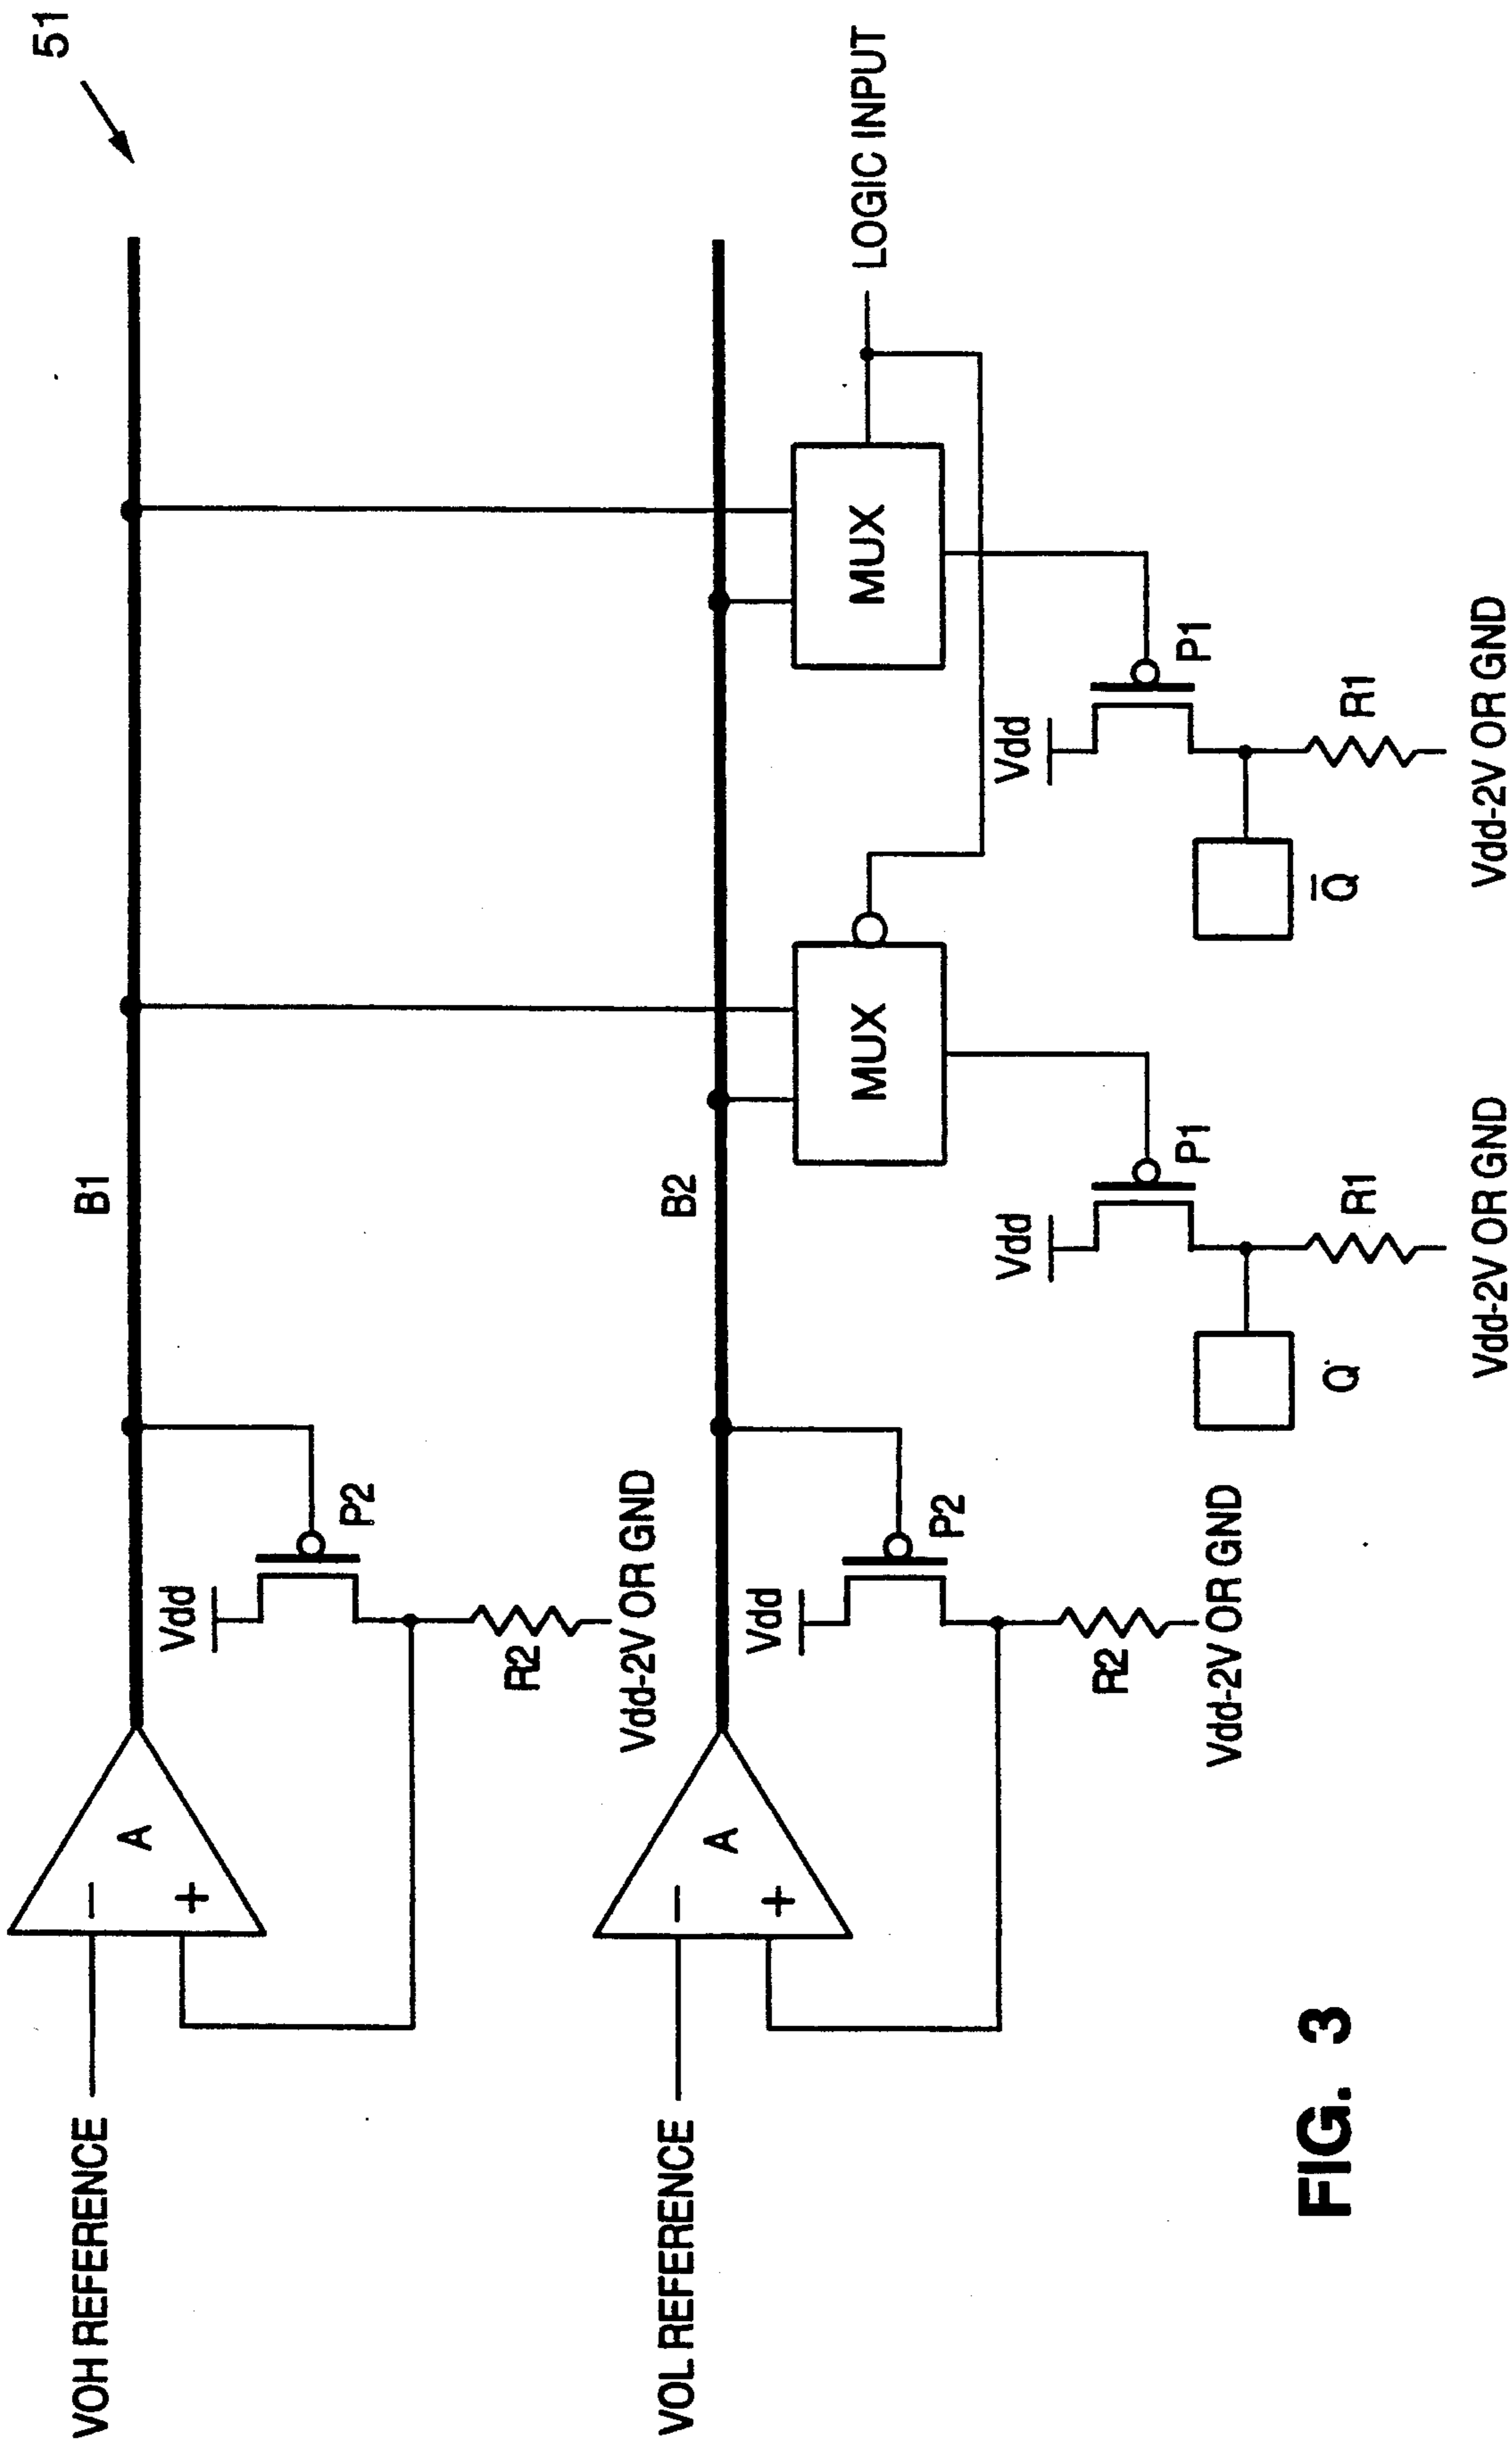 51
VOH REFERENCE
−
+
A
B1
Vdd
P2
R2
Vdd-2V OR GND
VOL REFERENCE
−
+
A
B2
Vdd
P2
R2
Vdd-2V OR GND
MUX
MUX
LOGIC INPUT
Vdd
P1
R1
Q
Vdd-2V OR GND
Vdd
P1
R1
Q̅
Vdd-2V OR GND
FIG. 3